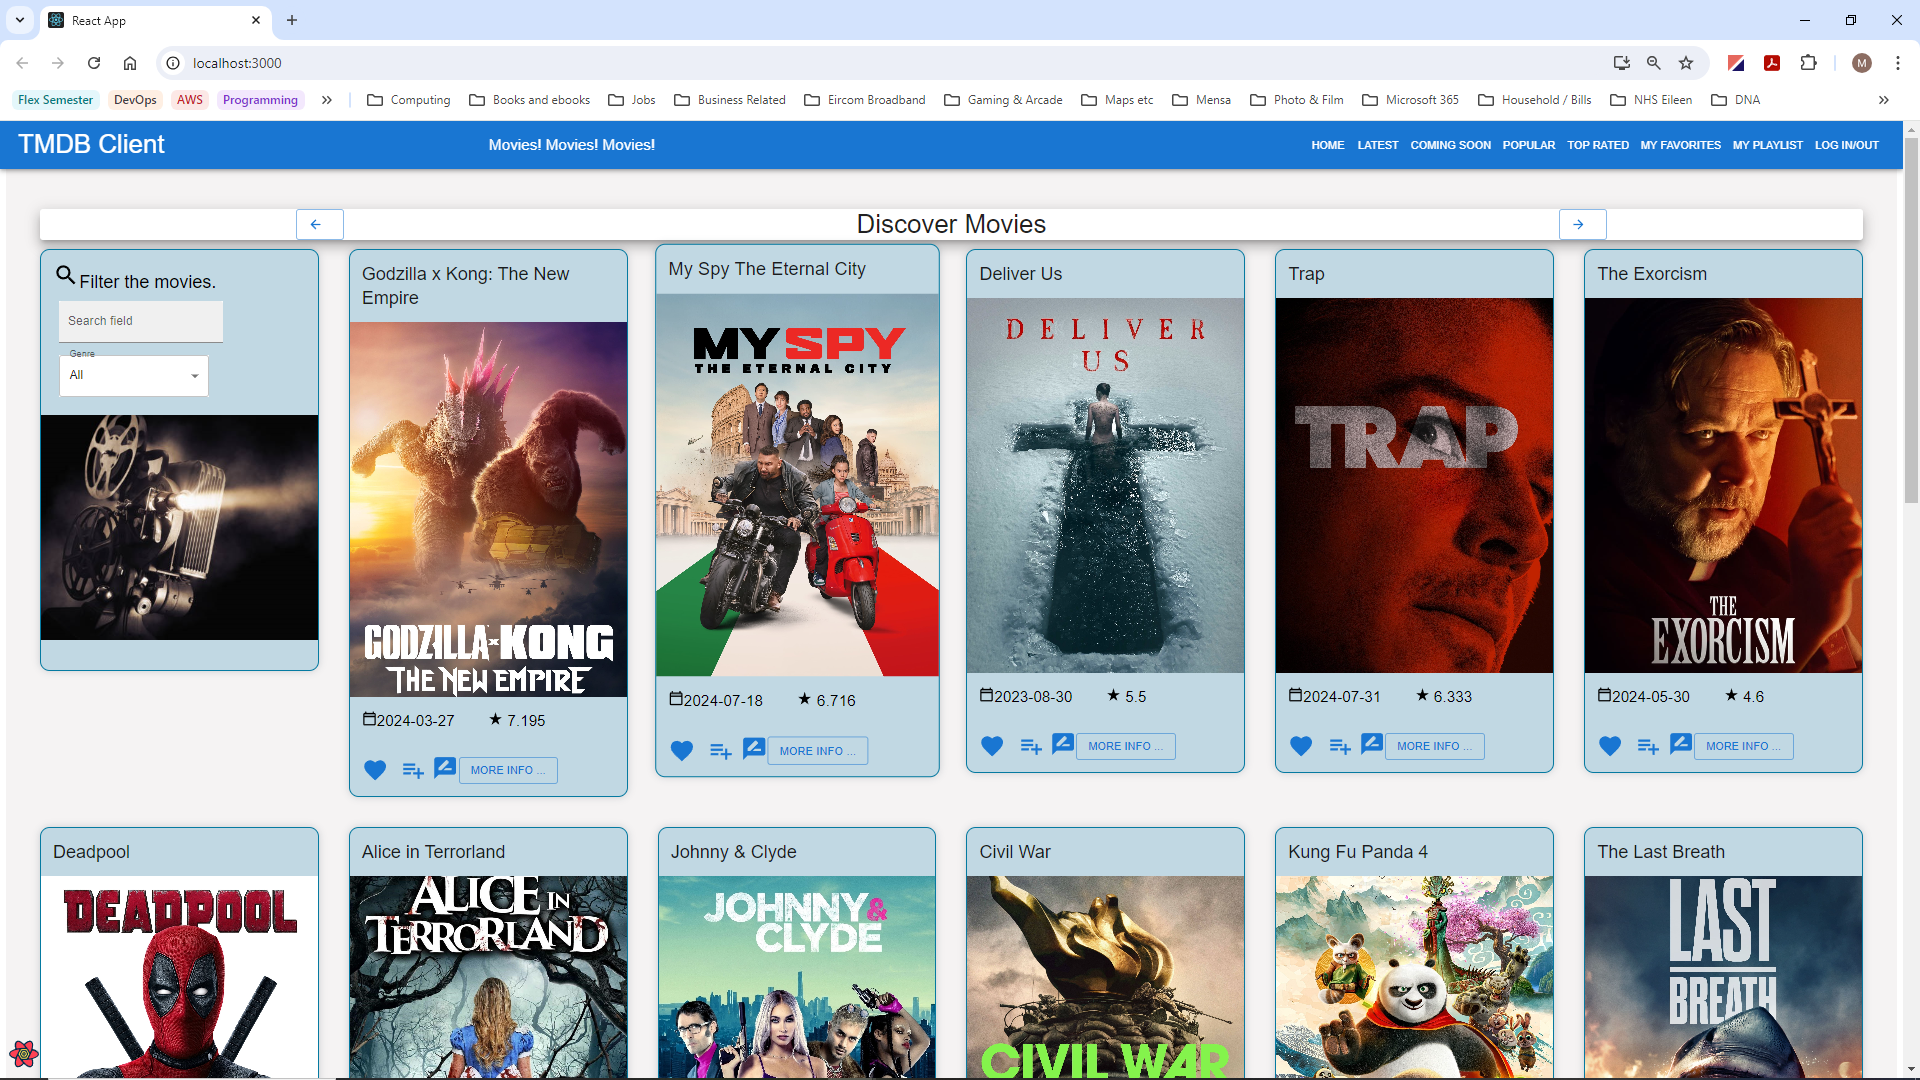 React App
localhost:3000
M
Flex Semester
DevOps
AWS
Programming
Computing
Books and ebooks
Jobs
Business Related
Eircom Broadband
Gaming & Arcade
Maps etc
Mensa
Photo & Film
Microsoft 365
Household / Bills
NHS Eileen
DNA
TMDB Client
Movies! Movies! Movies!
HOME
LATEST
COMING SOON
POPULAR
TOP RATED
MY FAVORITES
MY PLAYLIST
LOG IN/OUT
Discover Movies
Filter the movies.
Search field
Genre
All
Godzilla x Kong: The New
Empire
GODZILLA x KONG
THE NEW EMPIRE
2024-03-27
7.195
MORE INFO ...
My Spy The Eternal City
MY SPY
THE ETERNAL CITY
2024-07-18
6.716
MORE INFO ...
Deliver Us
DELIVER
US
2023-08-30
5.5
MORE INFO ...
Trap
TRAP
2024-07-31
6.333
MORE INFO ...
The Exorcism
THE
EXORCISM
2024-05-30
4.6
MORE INFO ...
Deadpool
DEADPOOL
Alice in Terrorland
ALICE IN
TERRORLAND
Johnny & Clyde
JOHNNY &
CLYDE
Civil War
CIVIL WAR
Kung Fu Panda 4
The Last Breath
LAST
BREATH